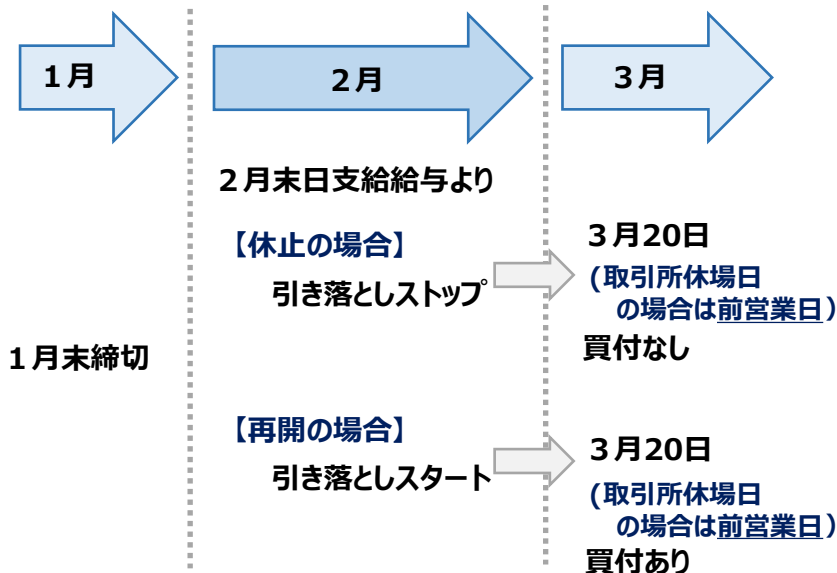 １月
２月
３月
１月末締切
２月末日支給給与より
【休止の場合】
引き落としストップ
３月20日
(取引所休場日
の場合は前営業日）
買付なし
【再開の場合】
引き落としスタート
３月20日
(取引所休場日
の場合は前営業日）
買付あり